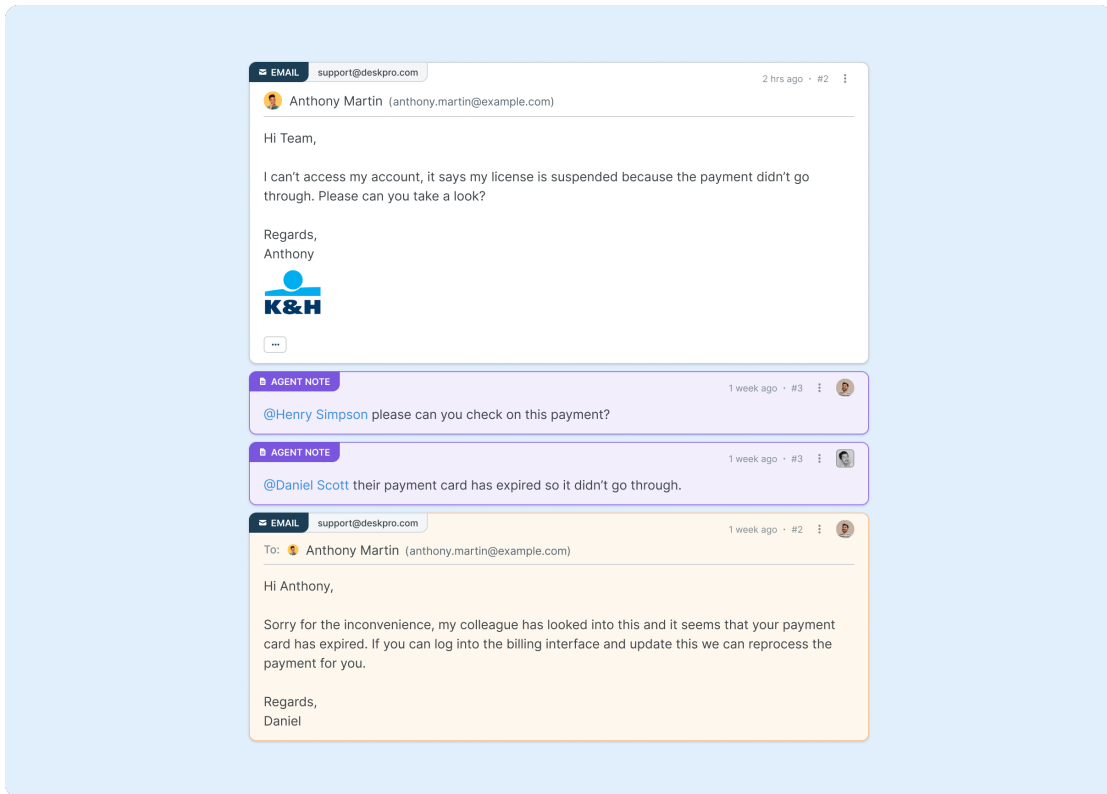 EMAIL support@deskpro.com 2 hrs ago · #2
Anthony Martin (anthony.martin@example.com)
Hi Team,
I can’t access my account, it says my license is suspended because the payment didn’t go
through. Please can you take a look?
Regards,
Anthony
K&H
AGENT NOTE 1 week ago · #3
@Henry Simpson please can you check on this payment?
AGENT NOTE 1 week ago · #3
@Daniel Scott their payment card has expired so it didn’t go through.
EMAIL support@deskpro.com 1 week ago · #2
To: Anthony Martin (anthony.martin@example.com)
Hi Anthony,
Sorry for the inconvenience, my colleague has looked into this and it seems that your payment
card has expired. If you can log into the billing interface and update this we can reprocess the
payment for you.
Regards,
Daniel